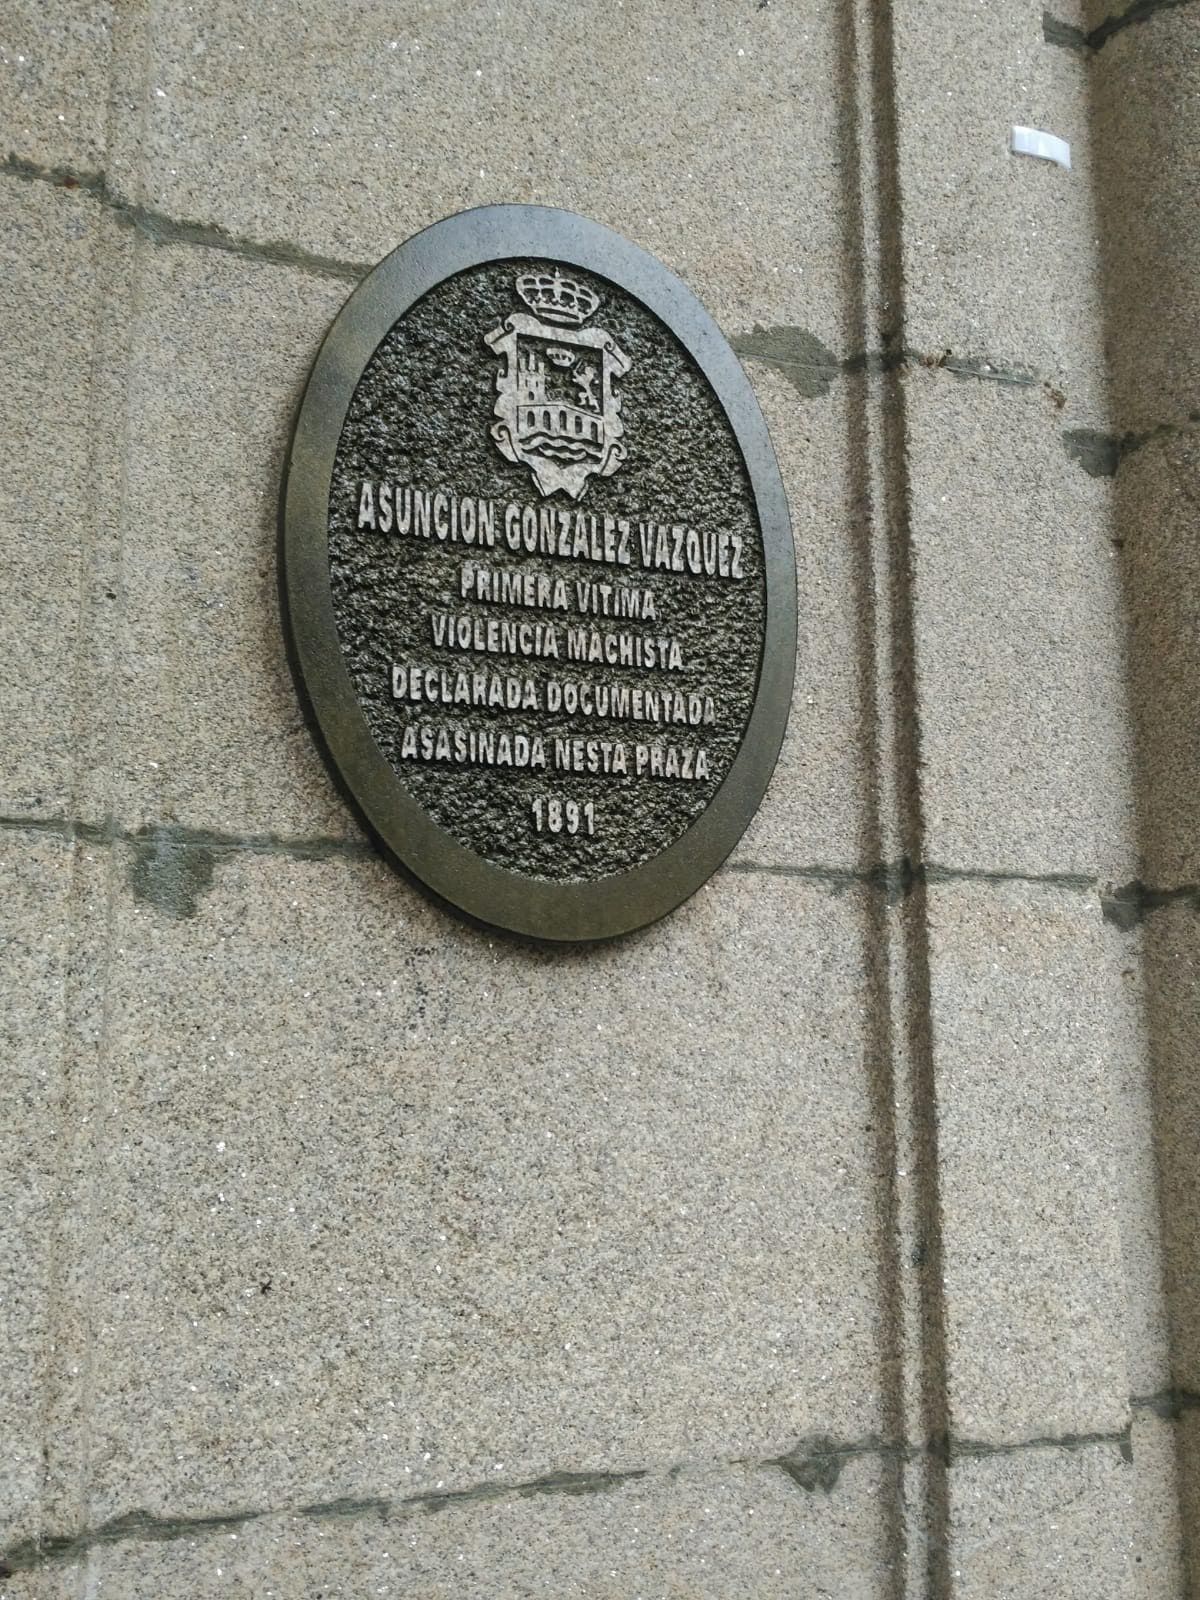 ASUNCION GONZALEZ VAZQUEZ
PRIMERA VITIMA
VIOLENCIA MACHISTA
DECLARADA DOCUMENTADA
ASASINADA NESTA PRAZA
1891